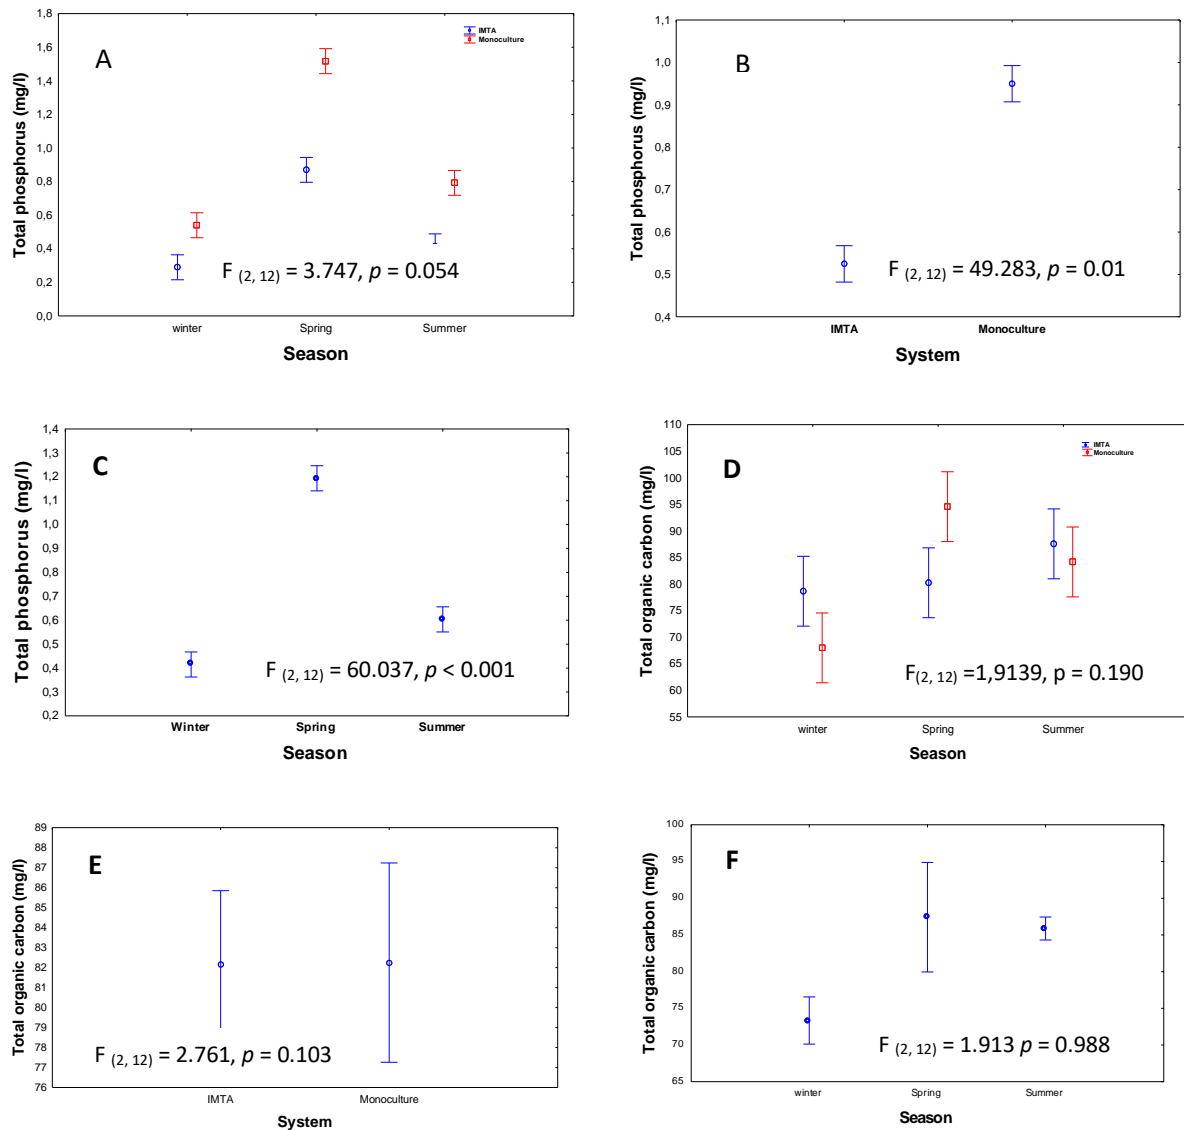 A
IMTA
Monoculture
Total phosphorus (mg/l)
1,8
1,6
1,4
1,2
1,0
0,8
0,6
0,4
0,2
0,0
F (2, 12) = 3.747, p = 0.054
winter Spring Summer
Season
B
Total phosphorus (mg/l)
1,1
1,0
0,9
0,8
0,7
0,6
0,5
0,4
F (2, 12) = 49.283, p = 0.01
IMTA Monoculture
System
C
Total phosphorus (mg/l)
1,4
1,3
1,2
1,1
1,0
0,9
0,8
0,7
0,6
0,5
0,4
0,3
0,2
F (2, 12) = 60.037, p < 0.001
Winter Spring Summer
Season
D
IMTA
Monoculture
Total organic carbon (mg/l)
110
105
100
95
90
85
80
75
70
65
60
55
F(2, 12) =1,9139, p = 0.190
winter Spring Summer
Season
E
Total organic carbon (mg/l)
89
88
87
86
85
84
83
82
81
80
79
78
77
76
F (2, 12) = 2.761, p = 0.103
IMTA Monoculture
System
F
Total organic carbon (mg/l)
100
95
90
85
80
75
70
65
F (2, 12) = 1.913 p = 0.988
winter Spring Summer
Season